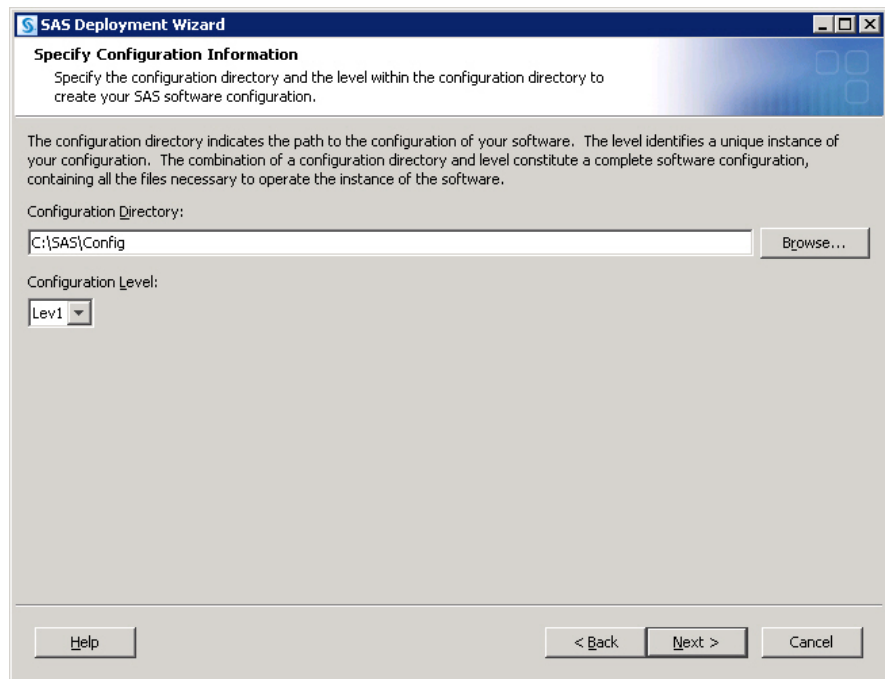 SAS Deployment Wizard
Specify Configuration Information
Specify the configuration directory and the level within the configuration directory to
create your SAS software configuration.
The configuration directory indicates the path to the configuration of your software. The level identifies a unique instance of
your configuration. The combination of a configuration directory and level constitute a complete software configuration,
containing all the files necessary to operate the instance of the software.
Configuration Directory:
C:\SAS\Config
Browse...
Configuration Level:
Lev1
Help
< Back
Next >
Cancel